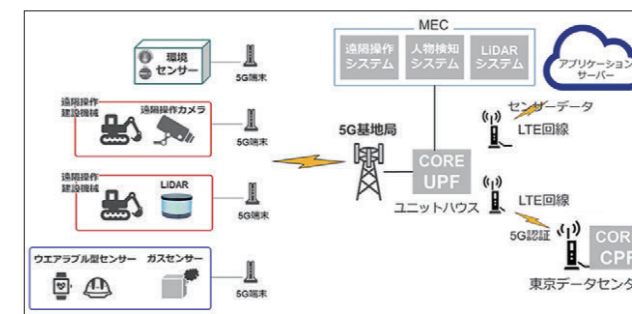 MEC
遠隔操作
システム
人物検知
システム
LiDAR
システム
アプリケーション
サーバー
環境
センサー
5G端末
遠隔操作
建設機械
遠隔操作カメラ
5G端末
遠隔操作
建設機械
LiDAR
5G端末
ウエアラブル型センサー
ガスセンサー
5G端末
5G基地局
CORE
UPF
ユニットハウス
センサーデータ
LTE回線
LTE回線
5G認証
CORE
CPF
東京データセンタ